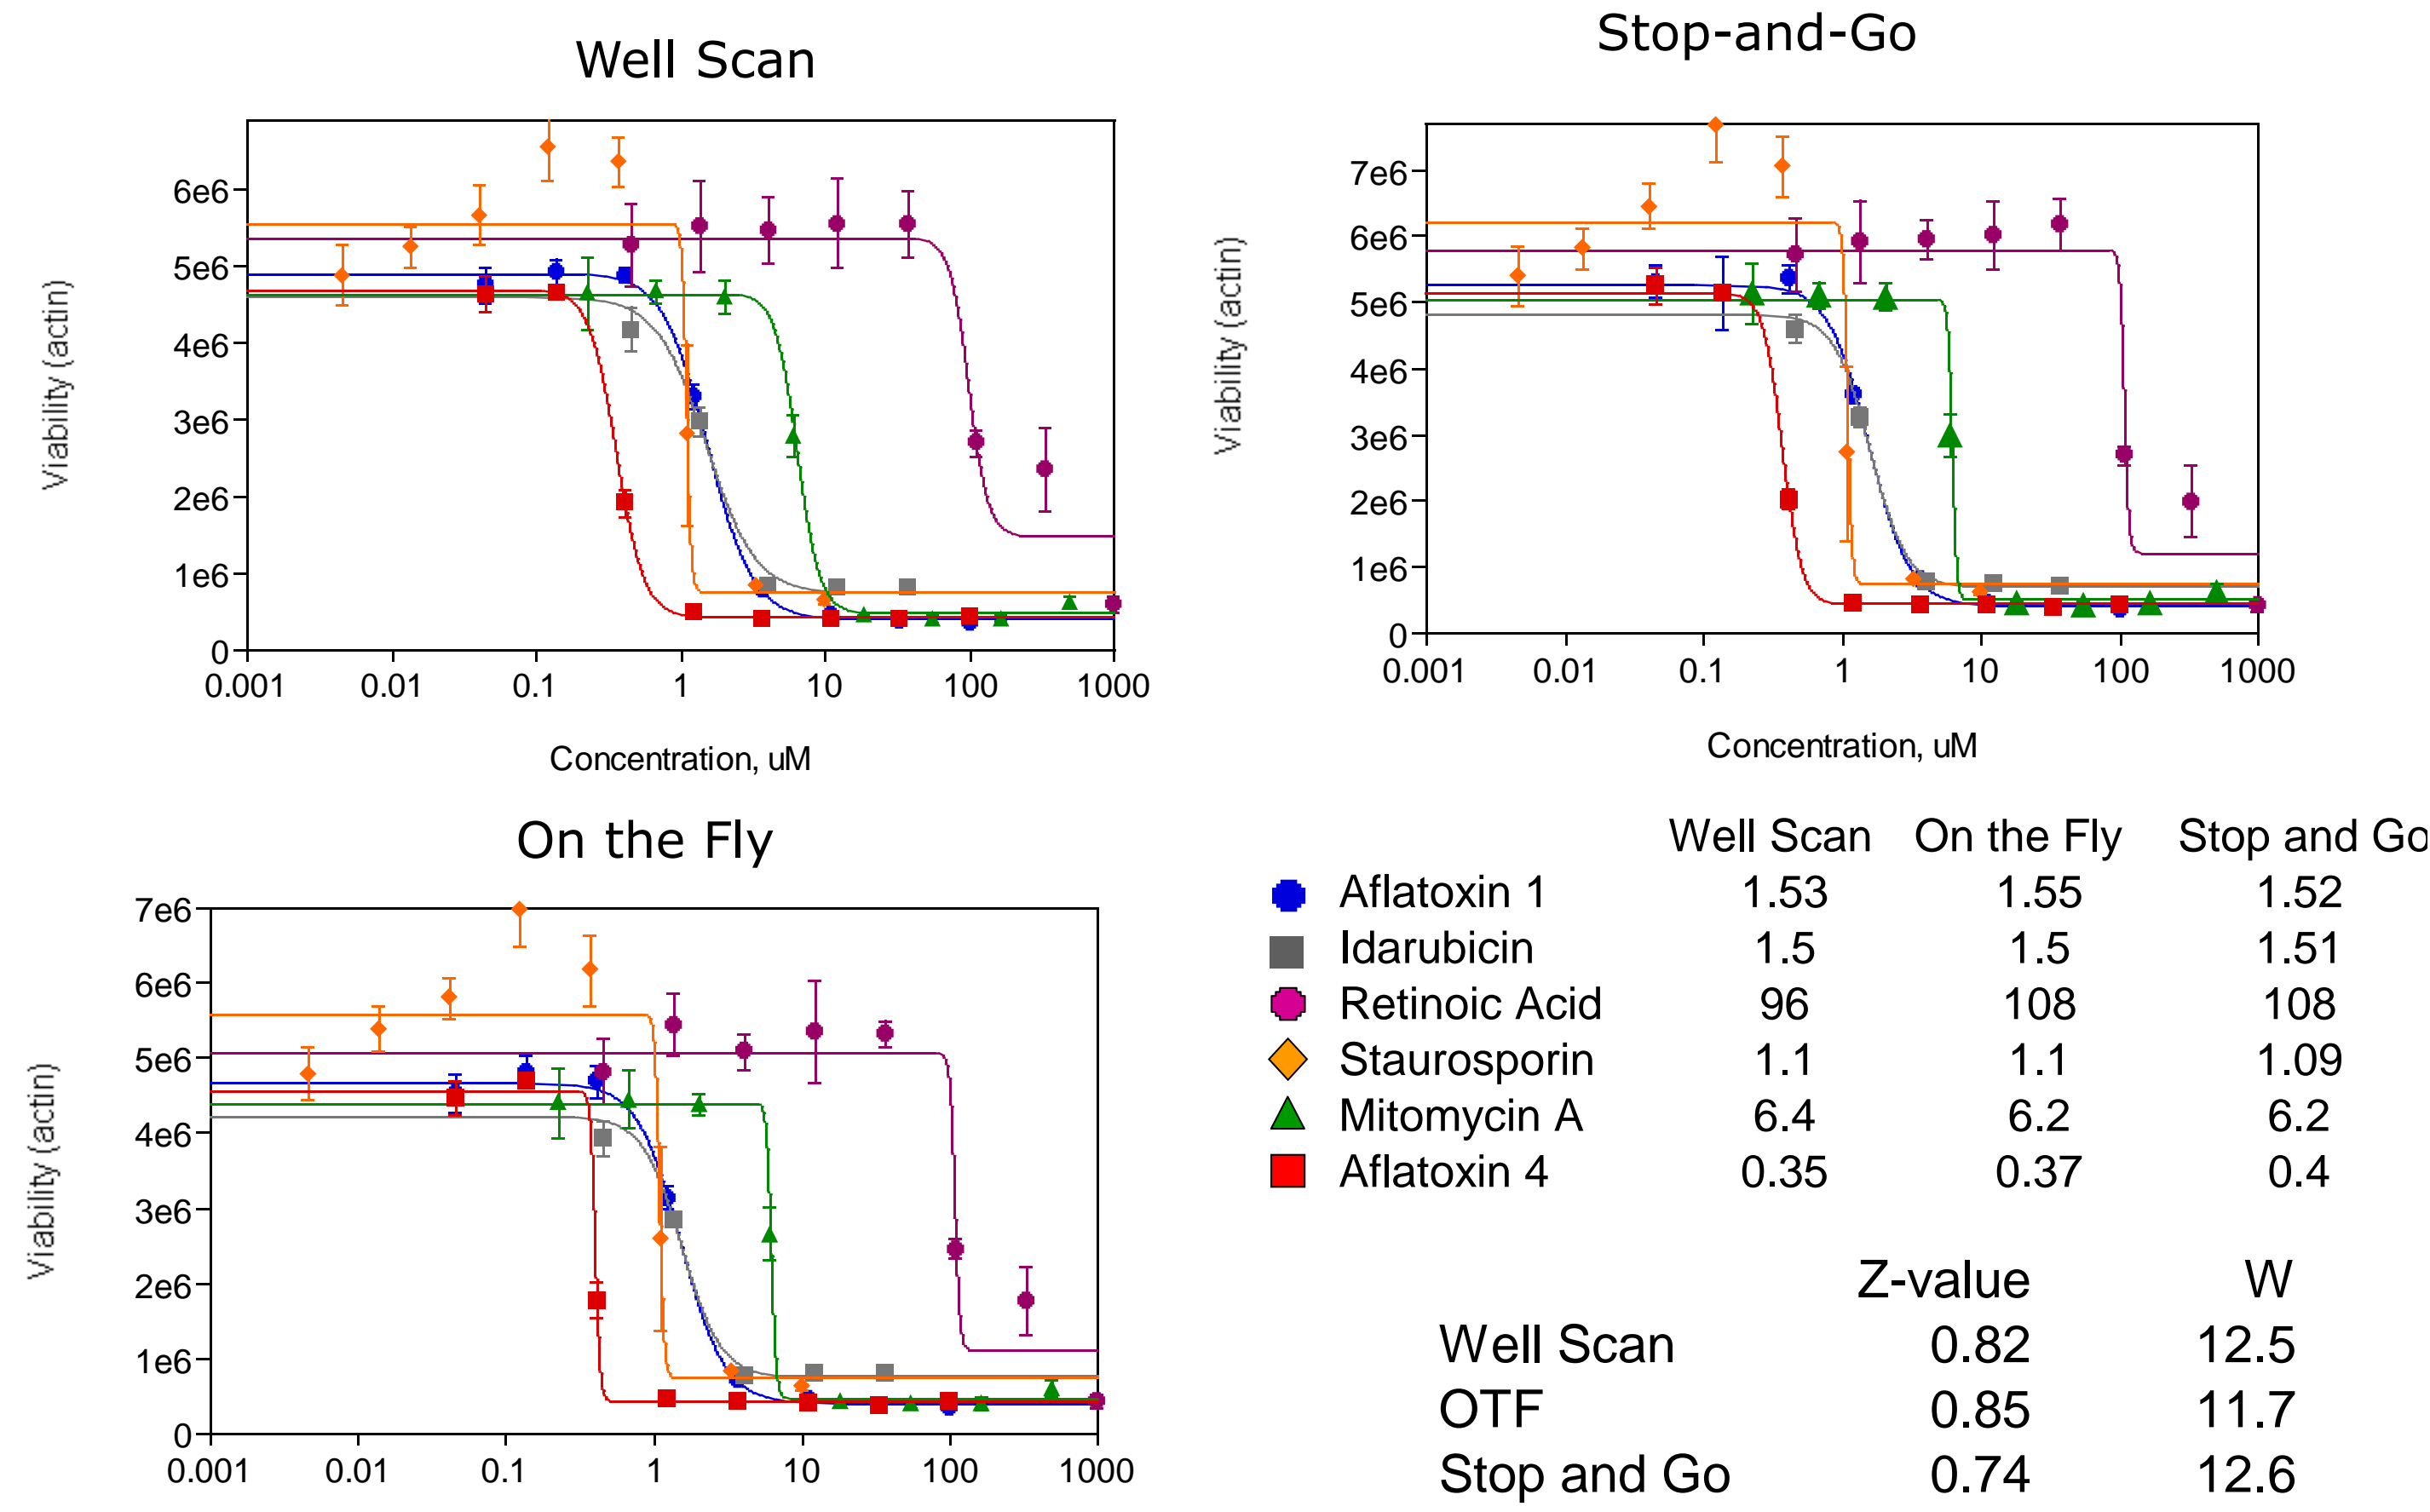 Well Scan
Viability (actin)
6e6
5e6
4e6
3e6
2e6
1e6
0
0.001 0.01 0.1 1 10 100 1000
Concentration, uM
Stop-and-Go
Viability (actin)
7e6
6e6
5e6
4e6
3e6
2e6
1e6
0
0.001 0.01 0.1 1 10 100 1000
Concentration, uM
On the Fly
Viability (actin)
7e6
6e6
5e6
4e6
3e6
2e6
1e6
0
0.001 0.01 0.1 1 10 100 1000
Well Scan On the Fly Stop and Go
Aflatoxin 1 1.53 1.55 1.52
Idarubicin 1.5 1.5 1.51
Retinoic Acid 96 108 108
Staurosporin 1.1 1.1 1.09
Mitomycin A 6.4 6.2 6.2
Aflatoxin 4 0.35 0.37 0.4
Z-value W
Well Scan 0.82 12.5
OTF 0.85 11.7
Stop and Go 0.74 12.6